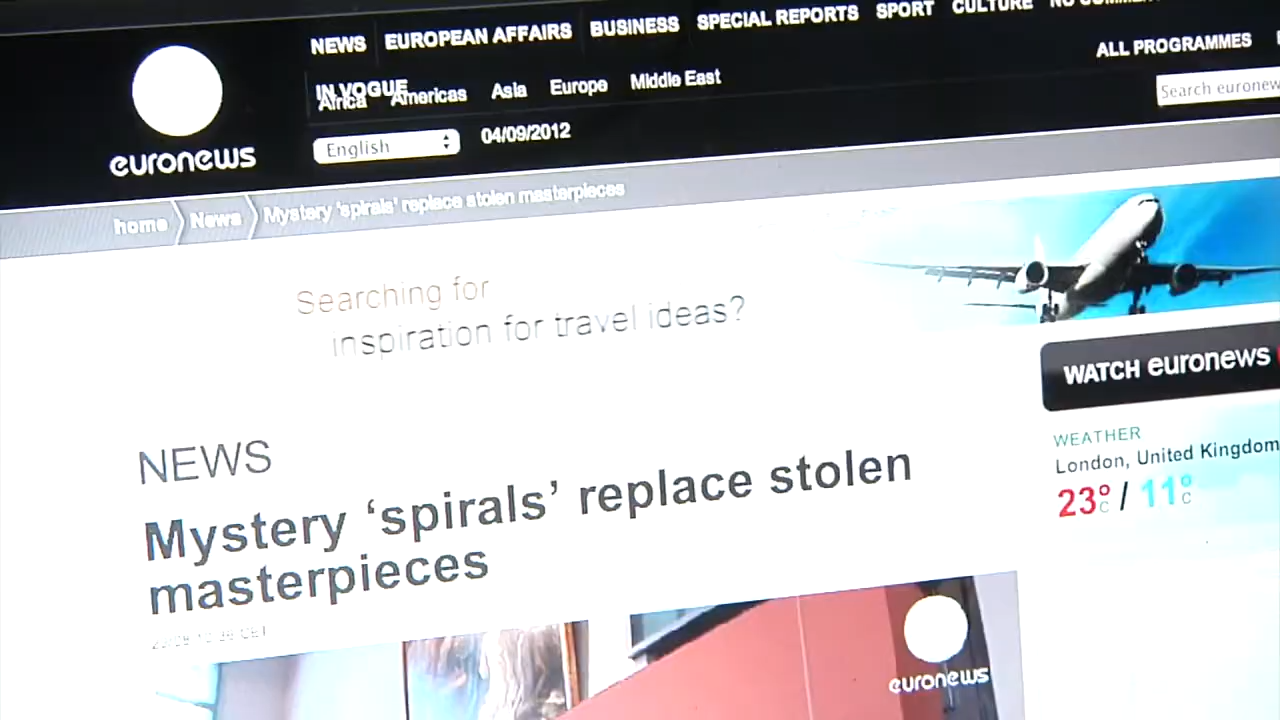 NEWS EUROPEAN AFFAIRS BUSINESS SPECIAL REPORTS SPORT CULTURE
ALL PROGRAMMES
IN VOGUE
Africa Americas Asia Europe Middle East
Search euronew
English 04/09/2012
euronews
home News Mystery 'spirals' replace stolen masterpieces
Searching for
inspiration for travel ideas?
WATCH euronews
WEATHER
London, United Kingdom
23°C / 11°C
NEWS
Mystery ‘spirals’ replace stolen
masterpieces
euronews